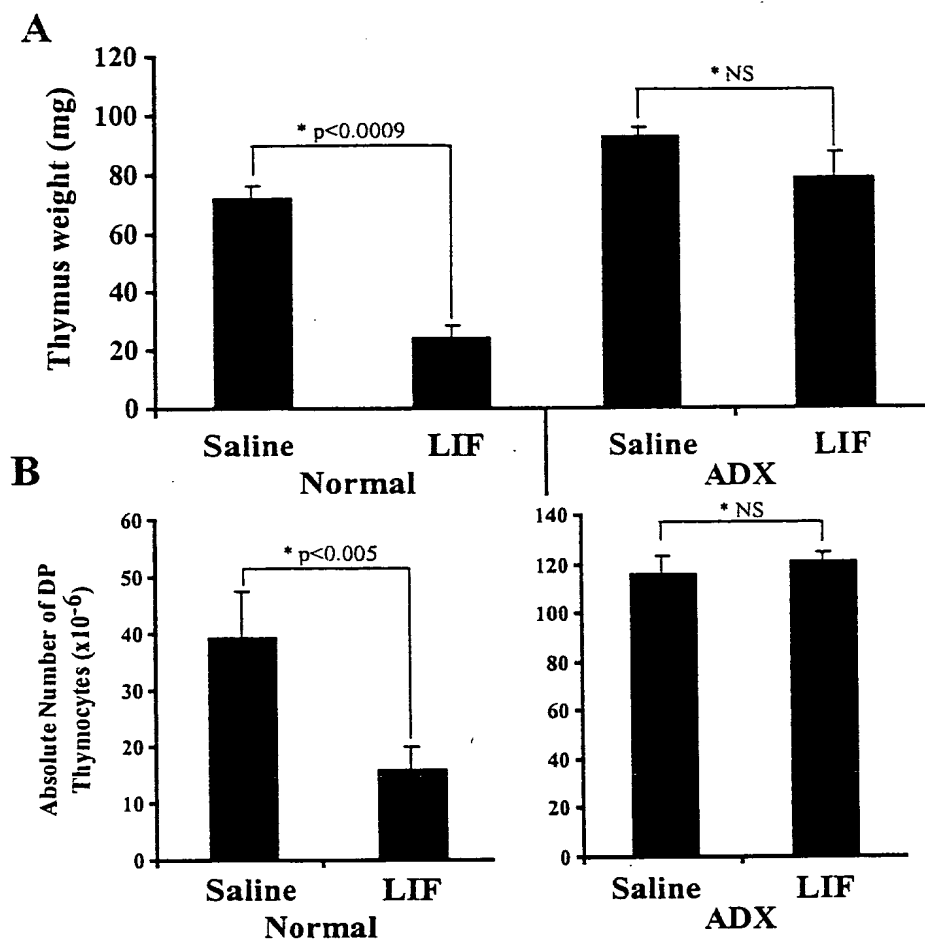 A
120
100
80
60
40
20
0
Thymus weight (mg)
* p<0.0009
* NS
Saline
LIF
Normal
Saline
LIF
ADX
B
60
50
40
30
20
10
0
Absolute Number of DP
Thymocytes (x10-6)
* p<0.005
Saline
LIF
Normal
140
120
100
80
60
40
20
0
* NS
Saline
LIF
ADX